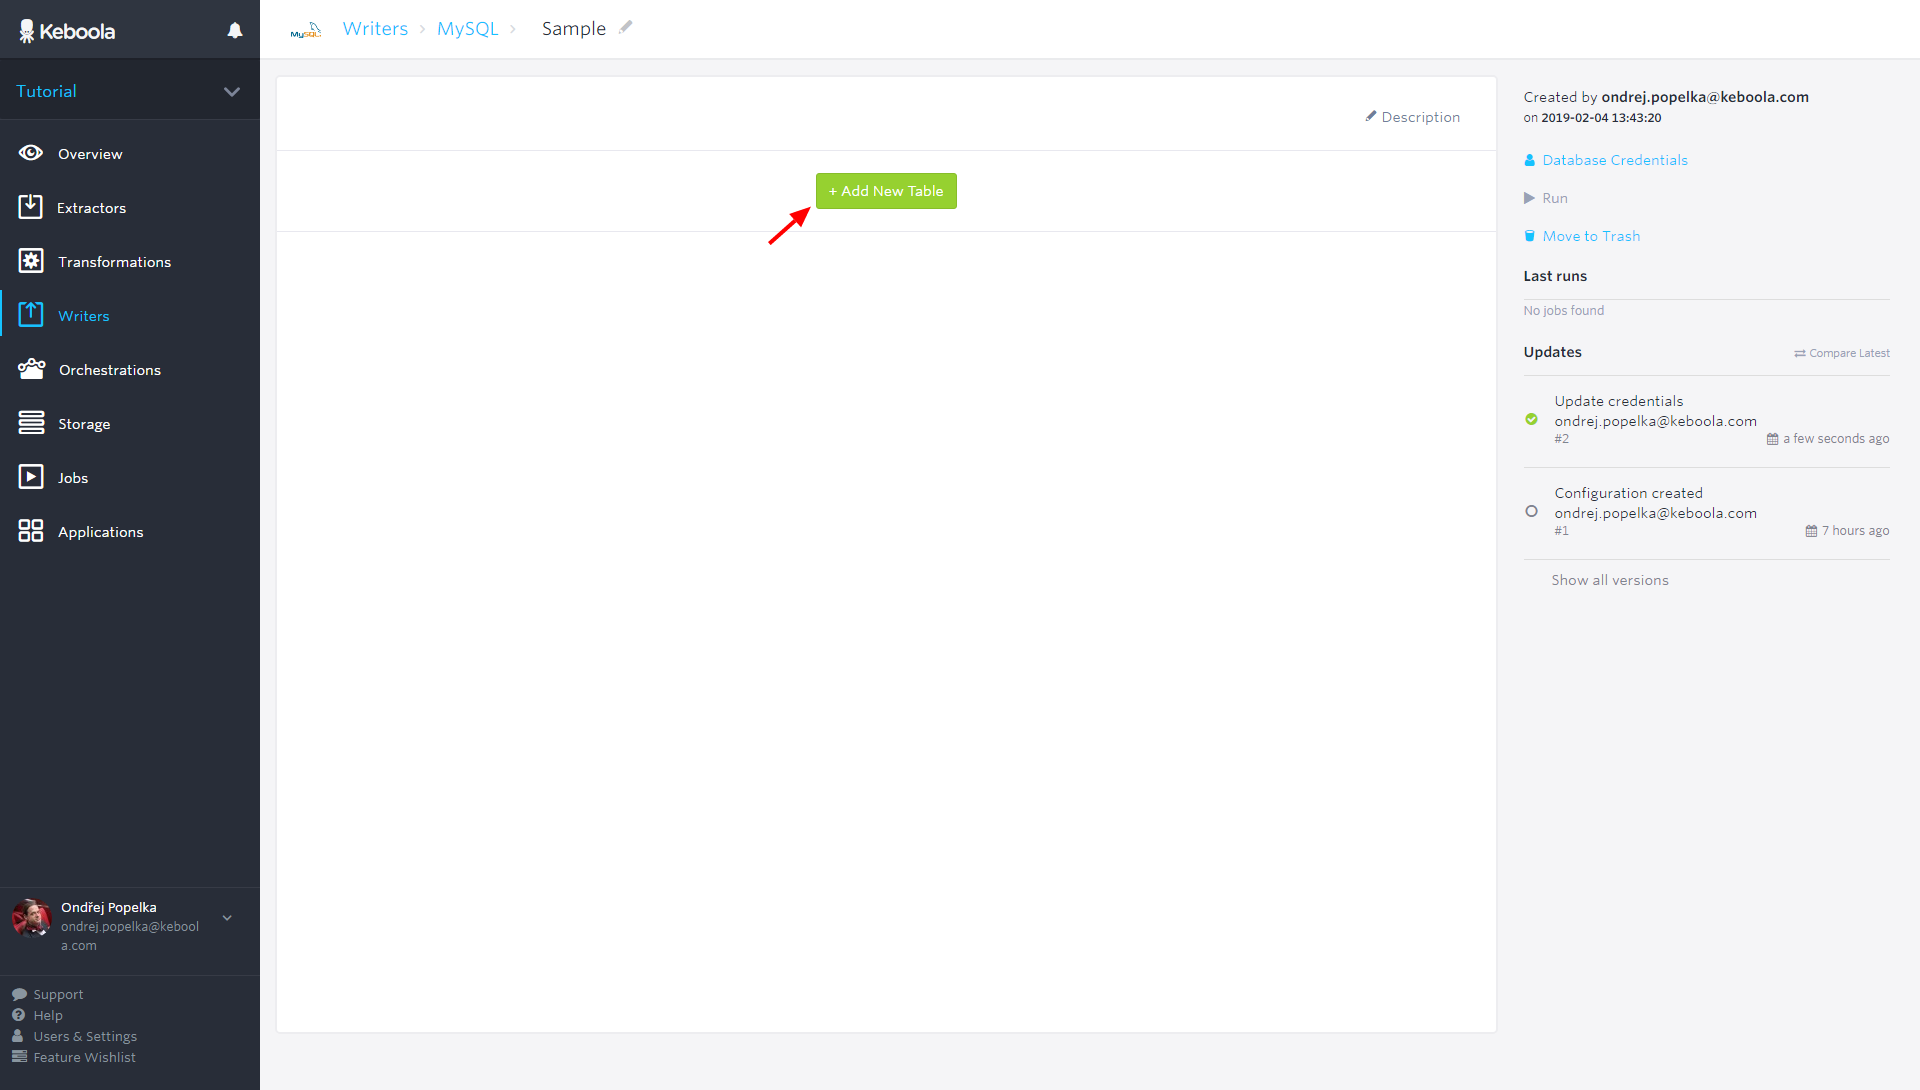 Keboola
Tutorial
Overview
Extractors
Transformations
Writers
Orchestrations
Storage
Jobs
Applications
Ondřej Popelka
ondrej.popelka@kebool
a.com
Support
Help
Users & Settings
Feature Wishlist
MySQL Writers › MySQL › Sample
Description
+ Add New Table
Created by ondrej.popelka@keboola.com
on 2019-02-04 13:43:20
Database Credentials
Run
Move to Trash
Last runs
No jobs found
Updates Compare Latest
Update credentials
ondrej.popelka@keboola.com
#2 a few seconds ago
Configuration created
ondrej.popelka@keboola.com
#1 7 hours ago
Show all versions